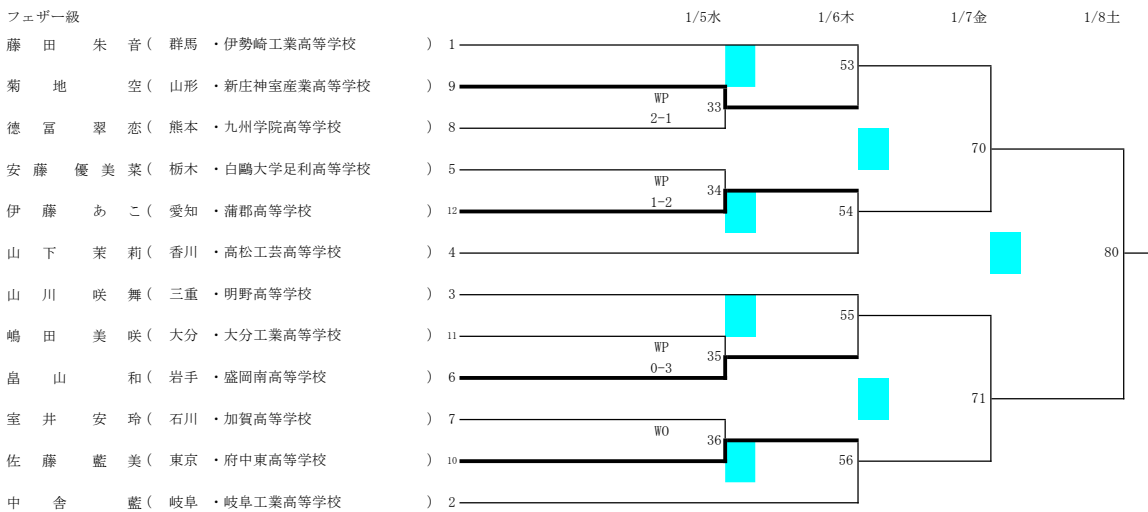 フェザー級 1/5水 1/6木 1/7金 1/8土
藤田 朱音 ( 群馬 ・伊勢崎工業高等学校 ) 1
53
菊地 空 ( 山形 ・新庄神室産業高等学校 ) 9
WP
2-1
33
德冨 翠恋 ( 熊本 ・九州学院高等学校 ) 8
70
安藤 優美菜 ( 栃木 ・白鷗大学足利高等学校 ) 5
WP
1-2
34
伊藤 あこ ( 愛知 ・蒲郡高等学校 ) 12
54
山下 茉莉 ( 香川 ・高松工芸高等学校 ) 4
80
山川 咲舞 ( 三重 ・明野高等学校 ) 3
55
嶋田 美咲 ( 大分 ・大分工業高等学校 ) 11
WP
0-3
35
畠山 和 ( 岩手 ・盛岡南高等学校 ) 6
71
室井 安玲 ( 石川 ・加賀高等学校 ) 7
WO
36
佐藤 藍美 ( 東京 ・府中東高等学校 ) 10
56
中舎 藍 ( 岐阜 ・岐阜工業高等学校 ) 2